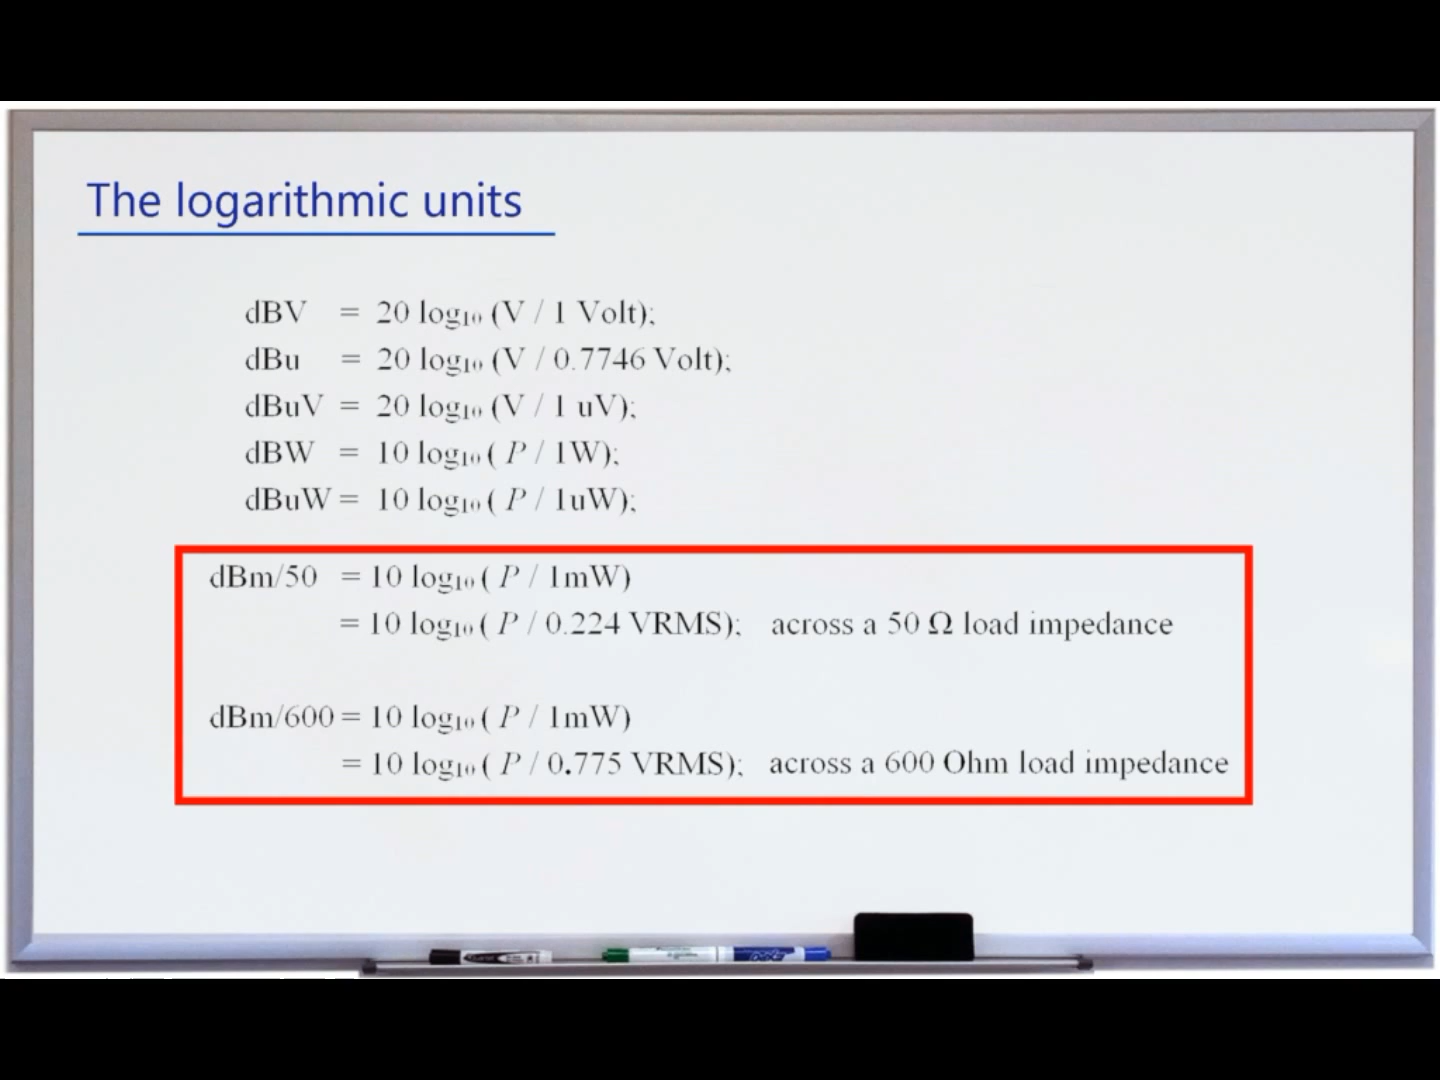 The logarithmic units
dBV = 20 log₁₀ (V / 1 Volt);
dBu = 20 log₁₀ (V / 0.7746 Volt);
dBuV = 20 log₁₀ (V / 1 uV);
dBW = 10 log₁₀ ( P / 1W);
dBuW = 10 log₁₀ ( P / 1uW);
dBm/50 = 10 log₁₀ ( P / 1mW)
= 10 log₁₀ ( P / 0.224 VRMS); across a 50 Ω load impedance
dBm/600 = 10 log₁₀ ( P / 1mW)
= 10 log₁₀ ( P / 0.775 VRMS); across a 600 Ohm load impedance